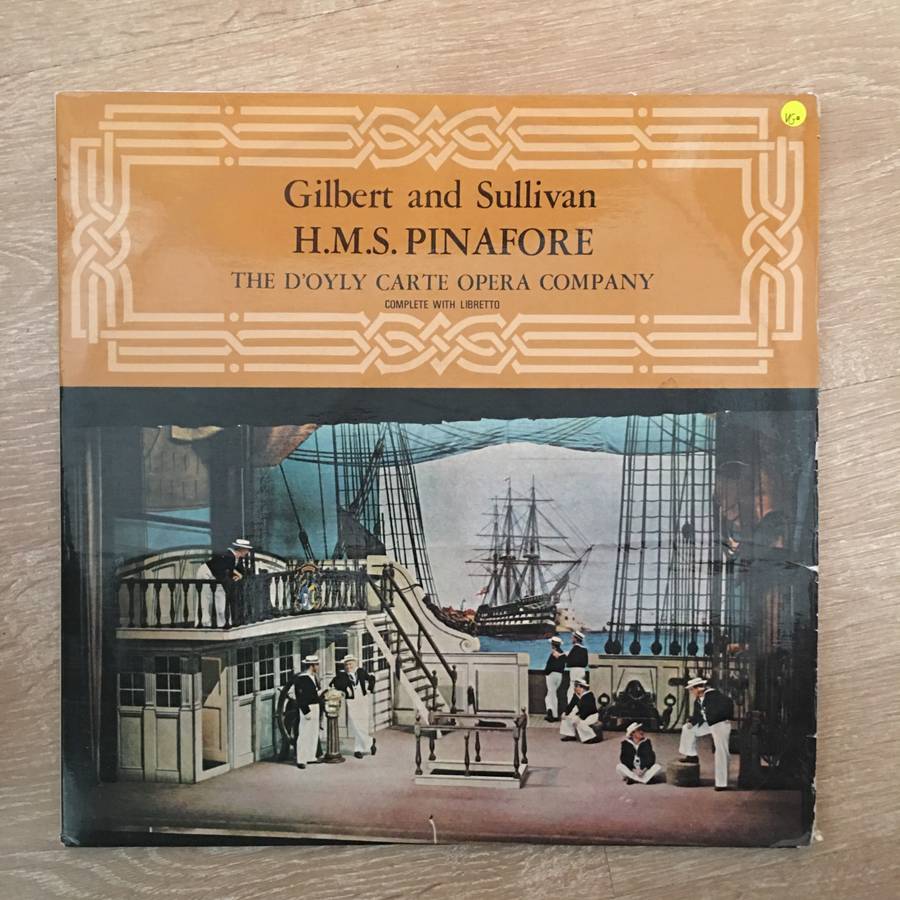 Gilbert and Sullivan
H.M.S. PINAFORE
THE D'OYLY CARTE OPERA COMPANY
COMPLETE WITH LIBRETTO